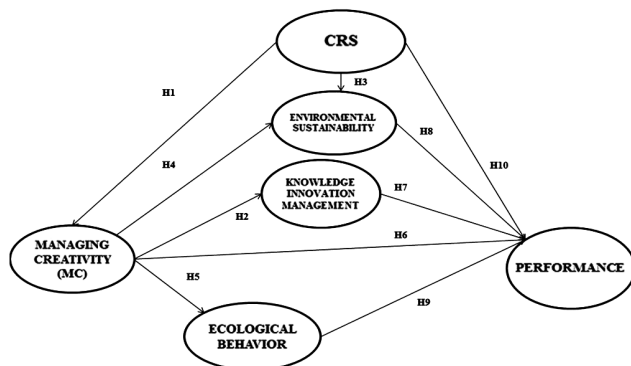 CRS
H1
H3
ENVIRONMENTAL
SUSTAINABILITY
H8
H4
H10
KNOWLEDGE
INNOVATION
MANAGEMENT
H7
H2
H6
MANAGING
CREATIVITY
(MC)
PERFORMANCE
H5
H9
ECOLOGICAL
BEHAVIOR